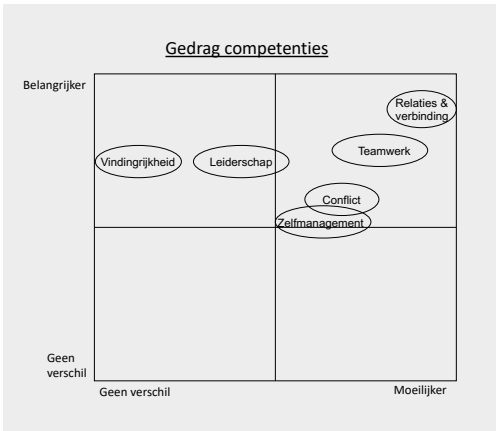 Gedrag competenties
Belangrijker
Relaties &
verbinding
Teamwerk
Vindingrijkheid
Leiderschap
Conflict
Zelfmanagement
Geen
verschil
Geen verschil
Moeilijker